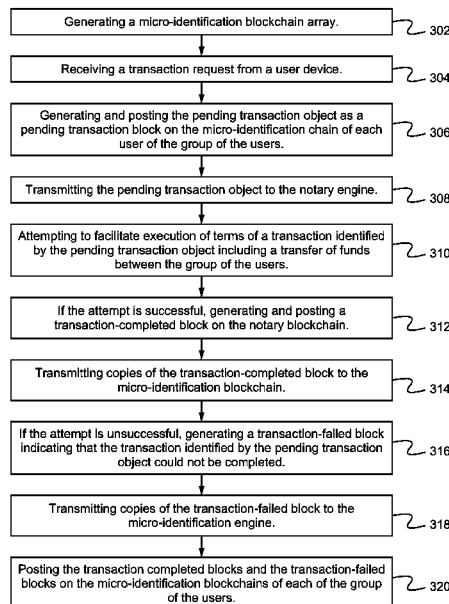 Generating a micro-identification blockchain array.
302
Receiving a transaction request from a user device.
304
Generating and posting the pending transaction object as a
pending transaction block on the micro-identification chain of each
user of the group of the users.
306
Transmitting the pending transaction object to the notary engine.
308
Attempting to facilitate execution of terms of a transaction identified
by the pending transaction object including a transfer of funds
between the group of the users.
310
If the attempt is successful, generating and posting a
transaction-completed block on the notary blockchain.
312
Transmitting copies of the transaction-completed block to the
micro-identification blockchain.
314
If the attempt is unsuccessful, generating a transaction-failed block
indicating that the transaction identified by the pending transaction
object could not be completed.
316
Transmitting copies of the transaction-failed block to the
micro-identification engine.
318
Posting the transaction completed blocks and the transaction-failed
blocks on the micro-identification blockchains of each of the group
of the users.
320